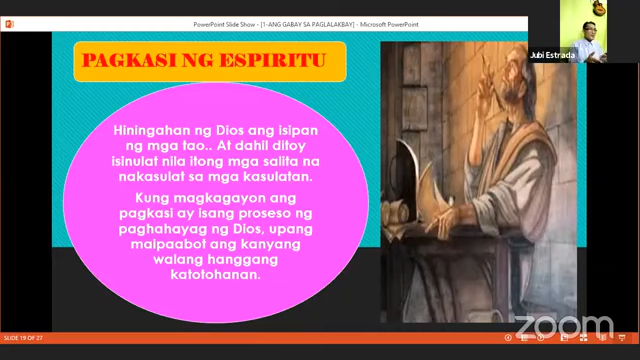 PowerPoint Slide Show - [1-ANG GABAY SA PAGLALAKBAY] - Microsoft PowerPoint
Jubi Estrada
PAGKASI NG ESPIRITU
Hiningahan ng Dios ang isipan
ng mga tao.. At dahil ditoy
isinulat nila itong mga salita na
nakasulat sa mga kasulatan.
Kung magkagayon ang
pagkasi ay isang proseso ng
paghahayag ng Dios, upang
maipaabot ang kanyang
walang hanggang
katotohanan.
zoom
SLIDE 19 OF 27